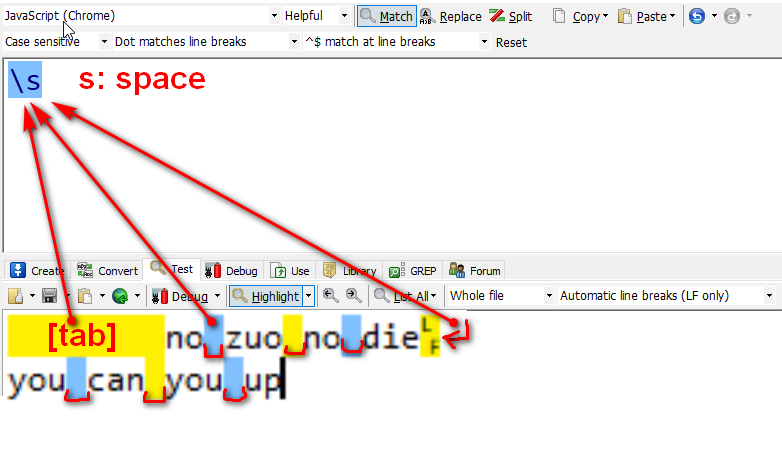 JavaScript (Chrome) Helpful Match Replace Split Copy Paste
Case sensitive Dot matches line breaks ^$ match at line breaks Reset
\s s: space
Create Convert Test Debug Use Library GREP Forum
Debug Highlight List All Whole file Automatic line breaks (LF only)
[tab] no zuo no die LF
you can you up